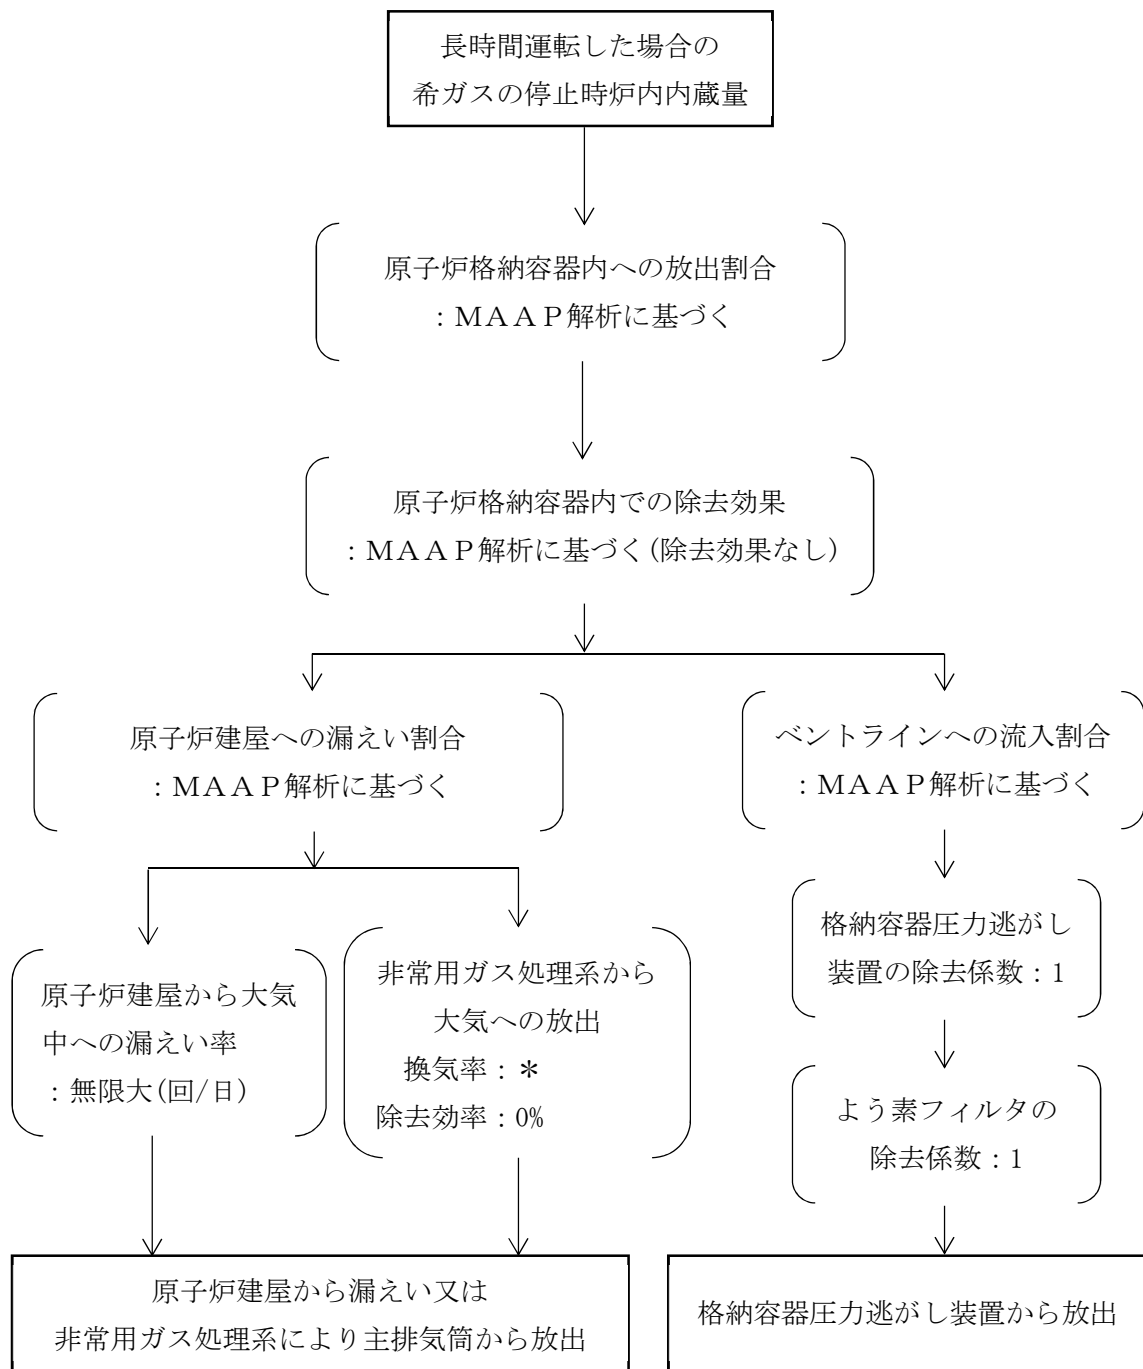 長時間運転した場合の
希ガスの停止時炉内内蔵量
原子炉格納容器内への放出割合
：ＭＡＡＰ解析に基づく
原子炉格納容器内での除去効果
：ＭＡＡＰ解析に基づく(除去効果なし)
原子炉建屋への漏えい割合
：ＭＡＡＰ解析に基づく
ベントラインへの流入割合
：ＭＡＡＰ解析に基づく
原子炉建屋から大気
中への漏えい率
：無限大(回/日)
非常用ガス処理系から
大気への放出
換気率：＊
除去効率：0%
格納容器圧力逃がし
装置の除去係数：1
よう素フィルタの
除去係数：1
原子炉建屋から漏えい又は
非常用ガス処理系により主排気筒から放出
格納容器圧力逃がし装置から放出